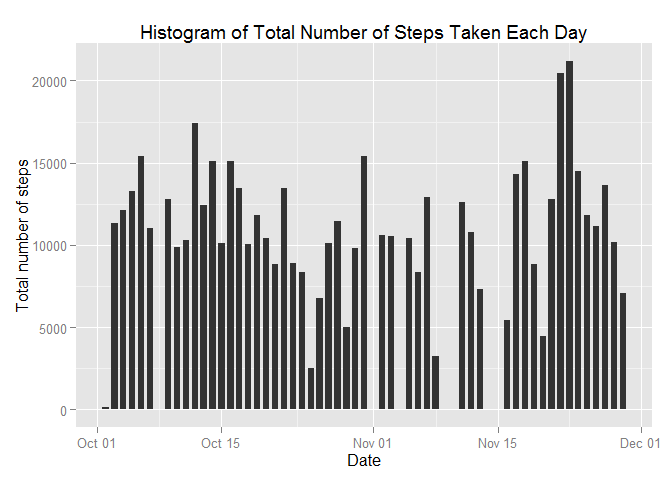 Histogram of Total Number of Steps Taken Each Day
Total number of steps
20000
15000
10000
5000
0
Oct 01
Oct 15
Nov 01
Nov 15
Dec 01
Date